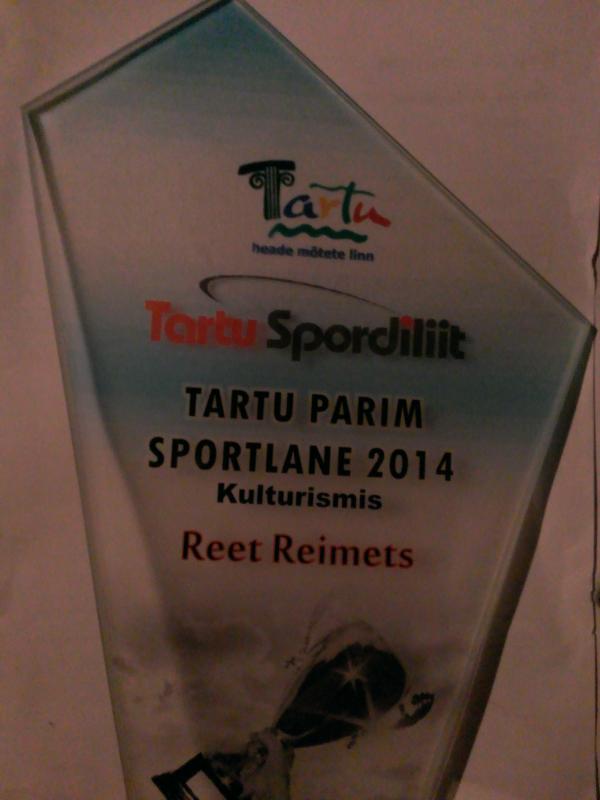 Tartu
heade mõtete linn
Tartu Spordiliit
TARTU PARIM
SPORTLANE 2014
Kulturismis
Reet Reimets